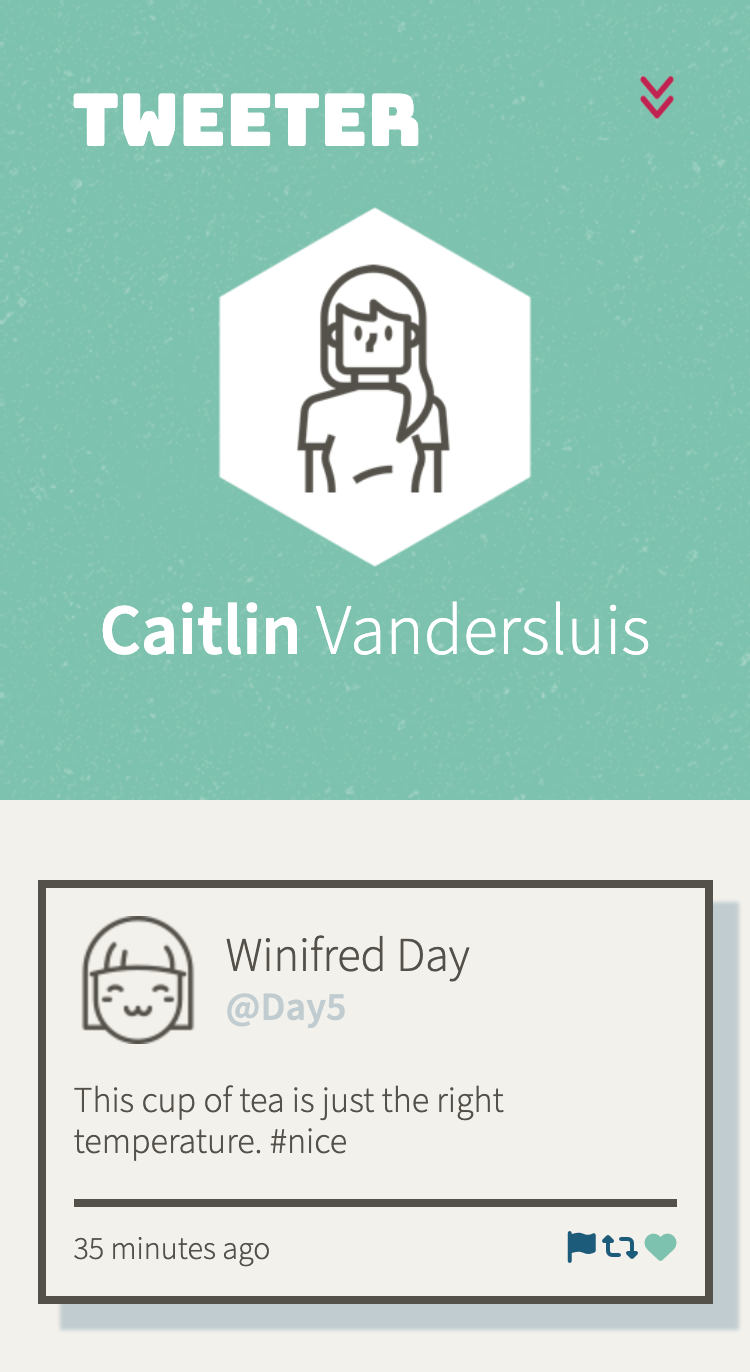 TWEETER
Caitlin Vandersluis
Winifred Day
@Day5
This cup of tea is just the right
temperature. #nice
35 minutes ago